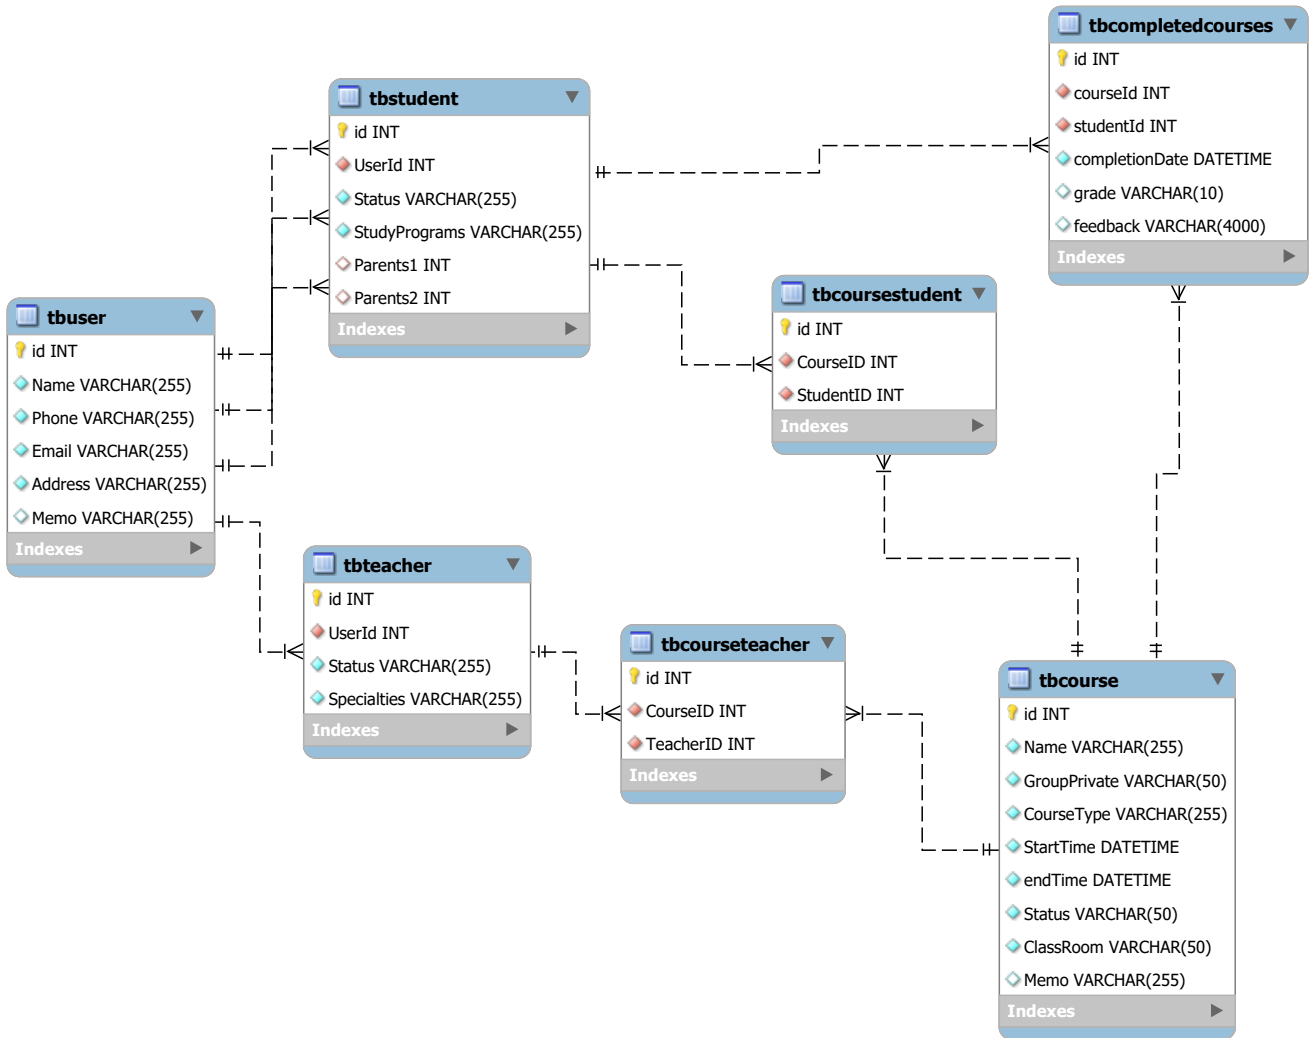 tbcompletedcourses
id INT
courseId INT
studentId INT
completionDate DATETIME
grade VARCHAR(10)
feedback VARCHAR(4000)
Indexes
tbstudent
id INT
UserId INT
Status VARCHAR(255)
StudyPrograms VARCHAR(255)
Parents1 INT
Parents2 INT
Indexes
tbcoursestudent
id INT
CourseID INT
StudentID INT
Indexes
tbuser
id INT
Name VARCHAR(255)
Phone VARCHAR(255)
Email VARCHAR(255)
Address VARCHAR(255)
Memo VARCHAR(255)
Indexes
tbteacher
id INT
UserId INT
Status VARCHAR(255)
Specialties VARCHAR(255)
Indexes
tbcourseteacher
id INT
CourseID INT
TeacherID INT
Indexes
tbcourse
id INT
Name VARCHAR(255)
GroupPrivate VARCHAR(50)
CourseType VARCHAR(255)
StartTime DATETIME
endTime DATETIME
Status VARCHAR(50)
ClassRoom VARCHAR(50)
Memo VARCHAR(255)
Indexes